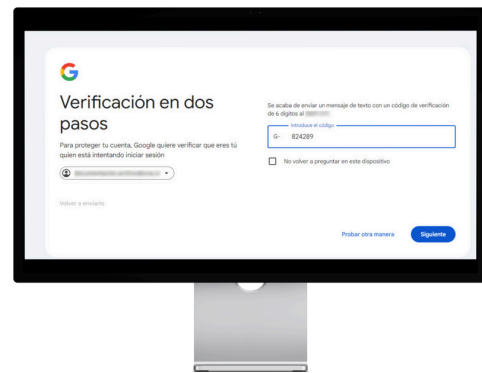 Verificación en dos
pasos
Para proteger tu cuenta, Google quiere verificar que eres tú
quien está intentando iniciar sesión
Volver a enviarlo
Se acaba de enviar un mensaje de texto con un código de verificación
de 6 dígitos al
Introduce el código
G- 824289
No volver a preguntar en este dispositivo
Probar otra manera
Siguiente